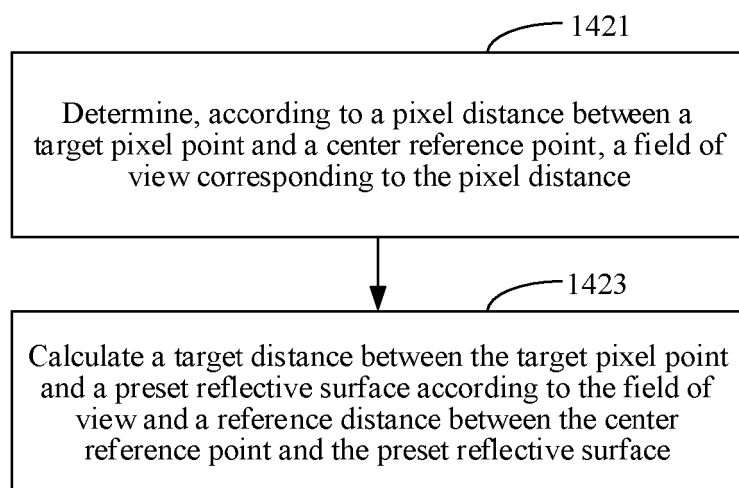 1421
Determine, according to a pixel distance between a
target pixel point and a center reference point, a field of
view corresponding to the pixel distance
1423
Calculate a target distance between the target pixel point
and a preset reflective surface according to the field of
view and a reference distance between the center
reference point and the preset reflective surface